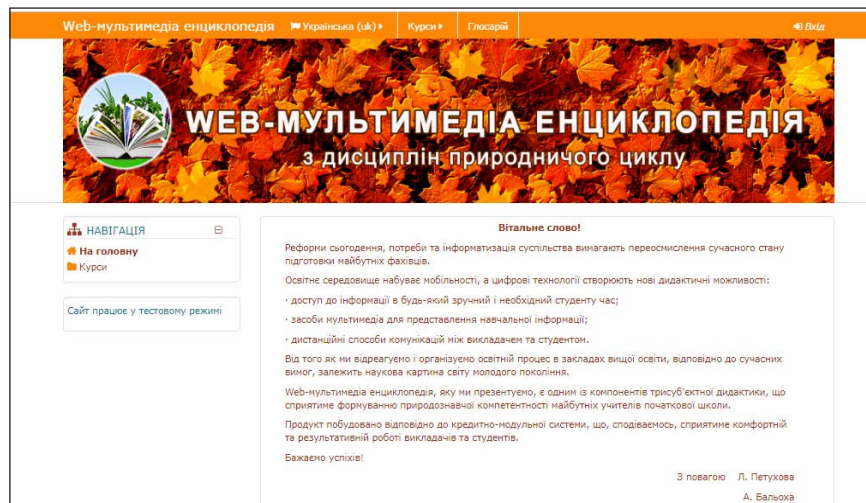 Web-мультимедіа енциклопедія Українська (uk) Курси Глосарій Вхід
WEB-МУЛЬТИМЕДІА ЕНЦИКЛОПЕДІЯ
з дисциплін природничого циклу
НАВІГАЦІЯ
На головну
Курси
Сайт працює у тестовому режимі
Вітальне слово!
Реформи сьогодення, потреби та інформатизація суспільства вимагають переосмислення сучасного стану
підготовки майбутніх фахівців.
Освітнє середовище набуває мобільності, а цифрові технології створюють нові дидактичні можливості:
· доступ до інформації в будь-який зручний і необхідний студенту час;
· засоби мультимедіа для представлення навчальної інформації;
· дистанційні способи комунікацій між викладачем та студентом.
Від того як ми відреагуємо і організуємо освітній процес в закладах вищої освіти, відповідно до сучасних
вимог, залежить наукова картина світу молодого покоління.
Web-мультимедіа енциклопедія, яку ми презентуємо, є одним із компонентів трисуб'єктної дидактики, що
сприятиме формуванню природознавчої компетентності майбутніх учителів початкової школи.
Продукт побудовано відповідно до кредитно-модульної системи, що, сподіваємось, сприятиме комфортній
та результативній роботі викладачів та студентів.
Бажаємо успіхів!
З повагою Л. Петухова
А. Бальоха